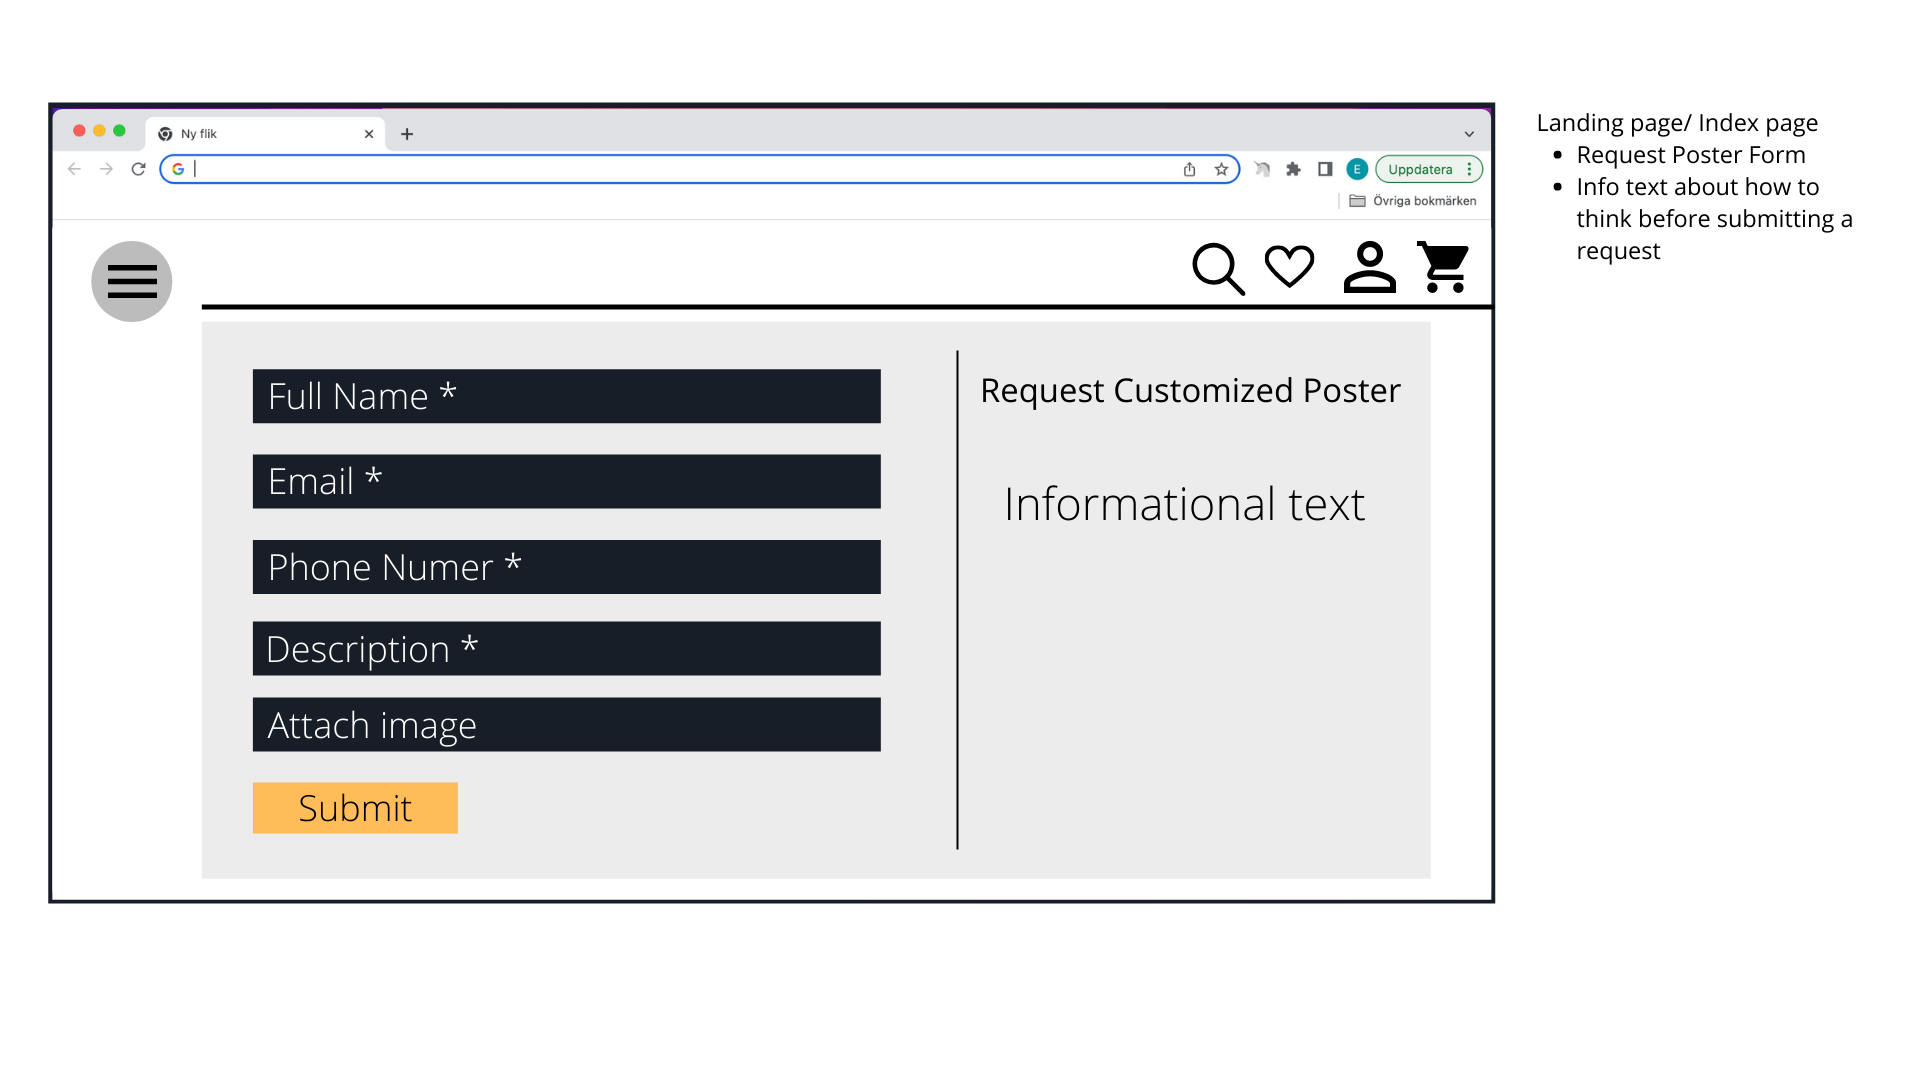 Ny flik
E
Uppdatera
Övriga bokmärken
Landing page/ Index page
Request Poster Form
Info text about how to
think before submitting a
request
Full Name *
Email *
Phone Numer *
Description *
Attach image
Submit
Request Customized Poster
Informational text